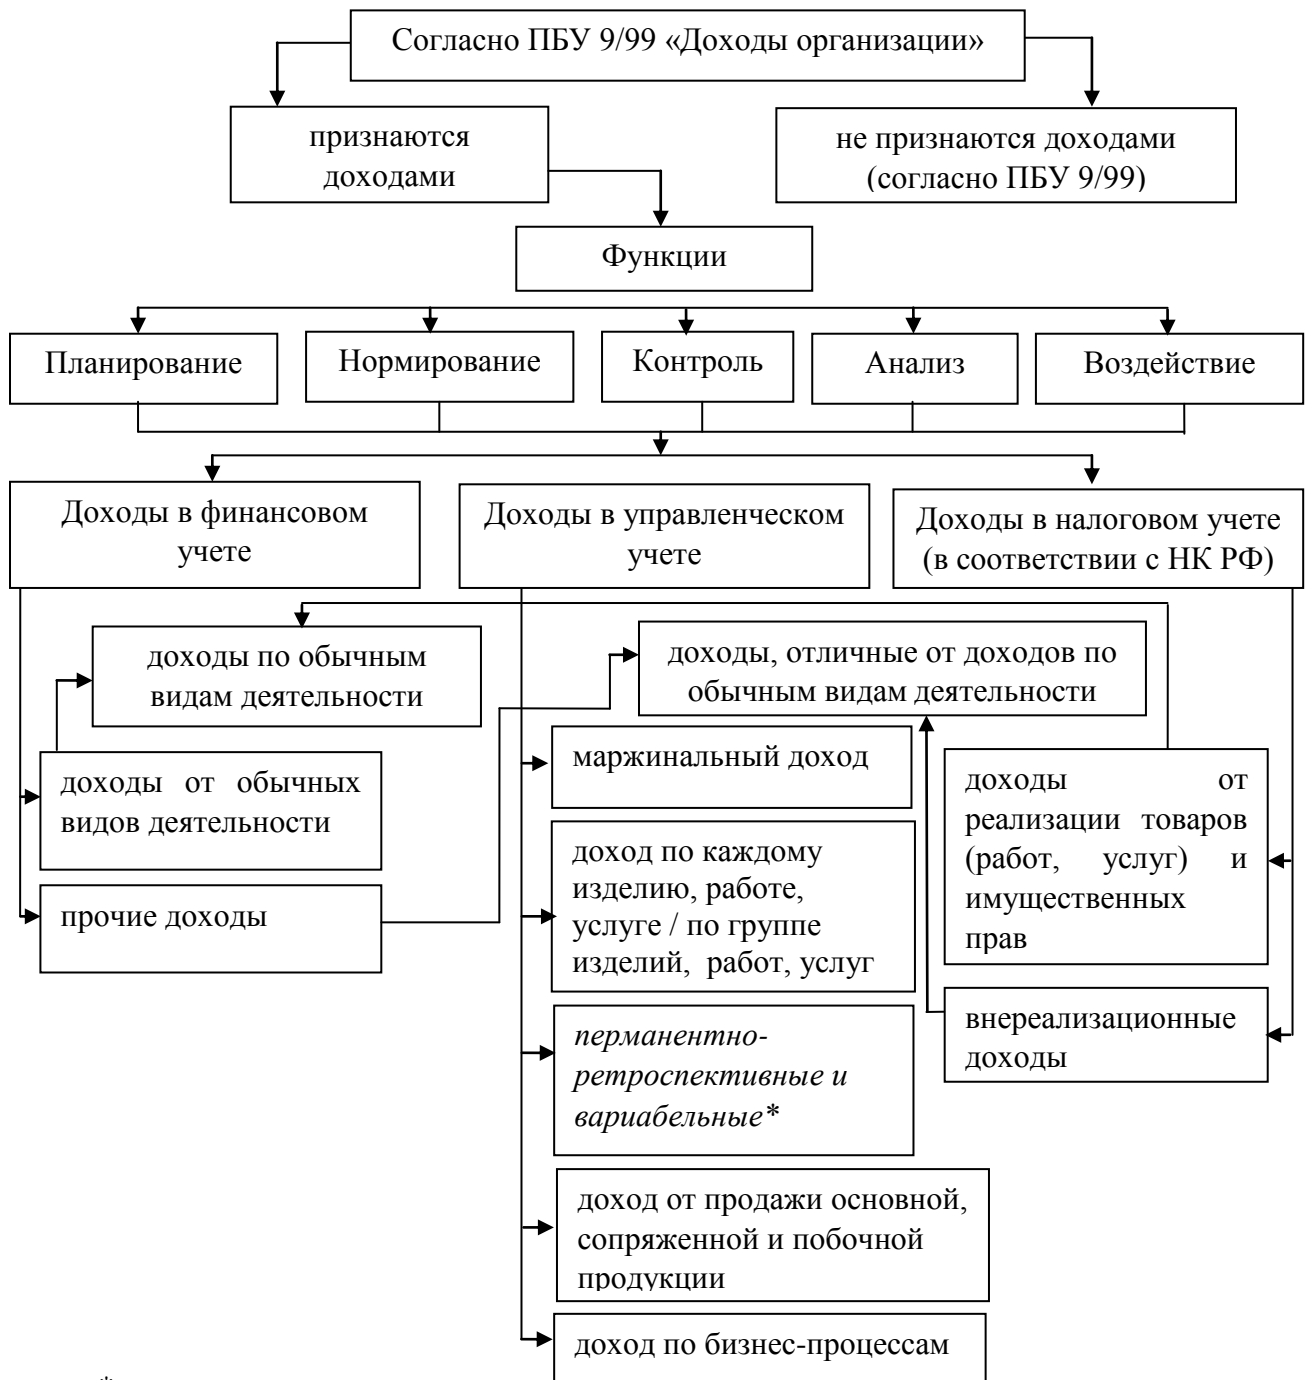 Согласно ПБУ 9/99 «Доходы организации»
признаются
доходами
не признаются доходами
(согласно ПБУ 9/99)
Функции
Планирование
Нормирование
Контроль
Анализ
Воздействие
Доходы в финансовом
учете
Доходы в управленческом
учете
Доходы в налоговом учете
(в соответствии с НК РФ)
доходы по обычным
видам деятельности
доходы, отличные от доходов по
обычным видам деятельности
доходы от обычных
видов деятельности
прочие доходы
маржинальный доход
доход по каждому
изделию, работе,
услуге / по группе
изделий, работ, услуг
перманентно-
ретроспективные и
вариабельные*
доход от продажи основной,
сопряженной и побочной
продукции
доход по бизнес-процессам
доходы от
реализации товаров
(работ, услуг) и
имущественных
прав
внереализационные
доходы
*